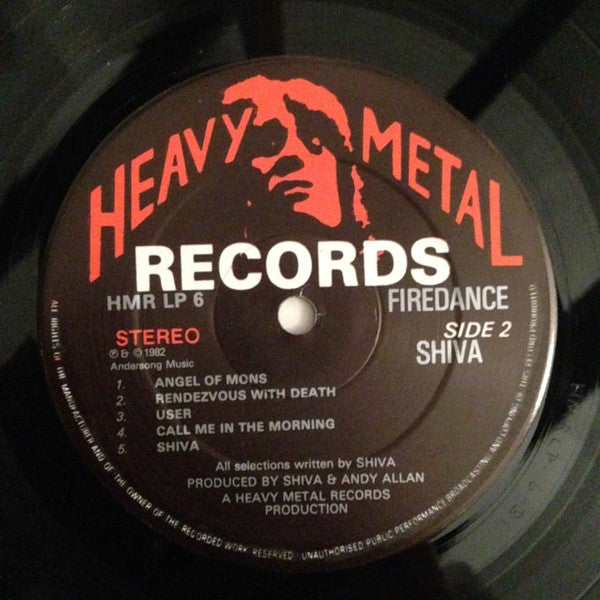 HEAVY METAL
RECORDS
HMR LP 6
FIREDANCE
STEREO
SIDE 2
SHIVA
℗ & © 1982
Andersong Music
1. ANGEL OF MONS
2. RENDEZVOUS WiTH DEATH
3. USER
4. CALL ME IN THE MORNING
5. SHIVA
All selections written by SHIVA
PRODUCED BY SHIVA & ANDY ALLAN
A HEAVY METAL RECORDS
PRODUCTION
ALL RIGHTS OF THE MANUFACTURER AND OF THE OWNER OF THE RECORDED WORK RESERVED · UNAUTHORISED PUBLIC PERFORMANCE BROADCASTING AND COPYING OF THIS RECORD PROHIBITED